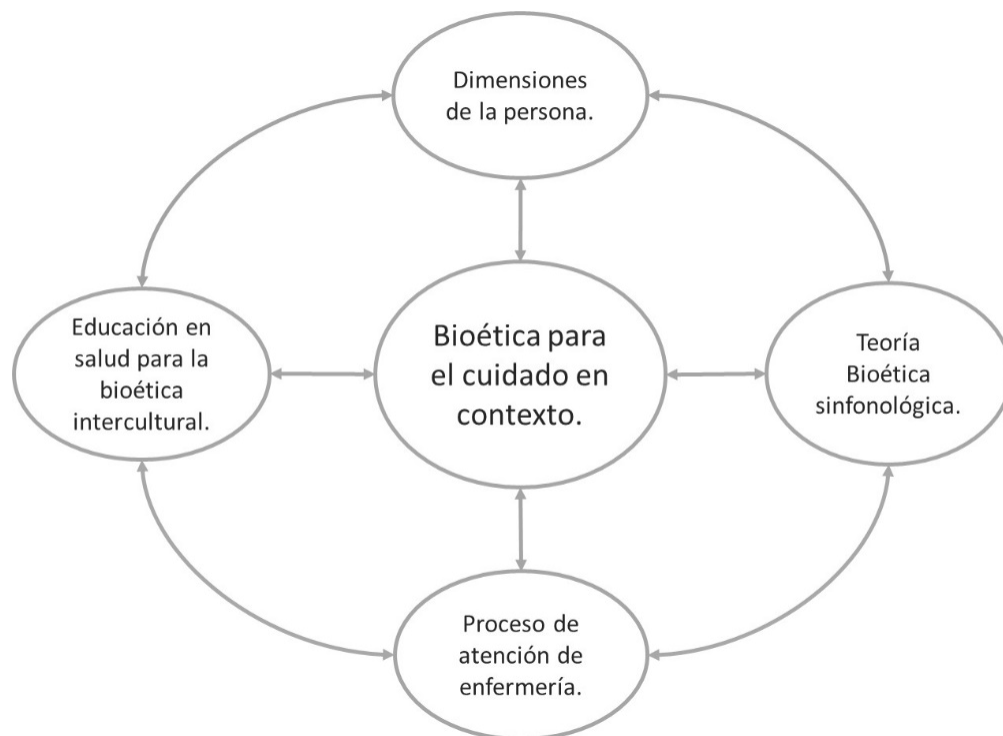 Dimensiones
de la persona.
Educación en
salud para la
bioética
intercultural.
Bioética para
el cuidado en
contexto.
Teoría
Bioética
sinfonológica.
Proceso de
atención de
enfermería.